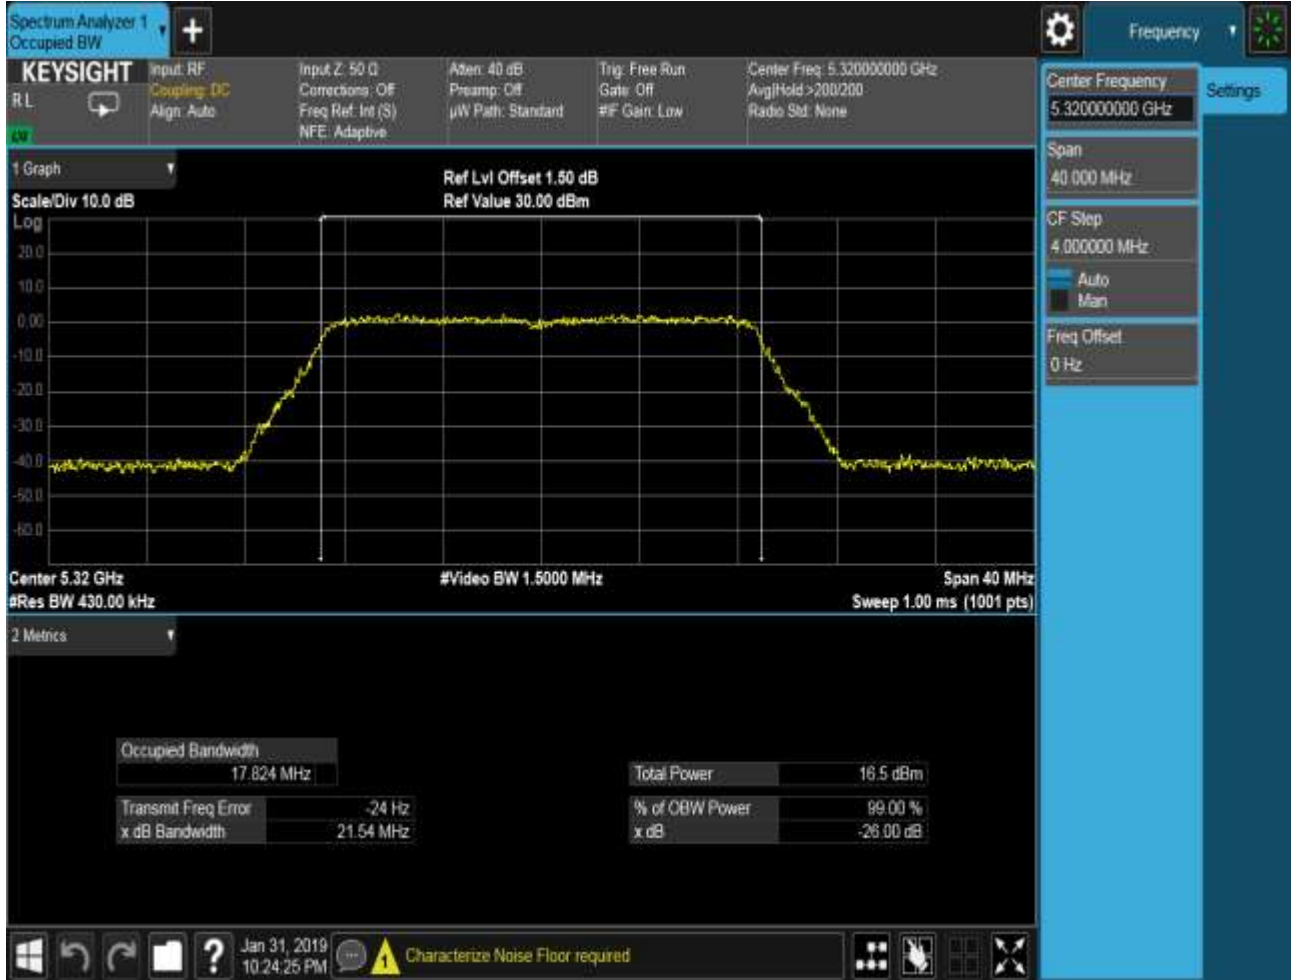 Spectrum Analyzer 1
Occupied BW
Frequency
KEYSIGHT
R L
Input: RF
Coupling: DC
Align: Auto
Input Z: 50 Ω
Corrections: Off
Freq Ref: Int (S)
NFE: Adaptive
Atten: 40 dB
Preamp: Off
µW Path: Standard
Trig: Free Run
Gate: Off
#IF Gain: Low
Center Freq: 5.320000000 GHz
Avg|Hold:>200/200
Radio Std: None
Center Frequency
5.320000000 GHz
Settings
Span
40.000 MHz
CF Step
4.000000 MHz
Auto
Man
Freq Offset
0 Hz
1 Graph
Scale/Div 10.0 dB
Ref Lvl Offset 1.50 dB
Ref Value 30.00 dBm
Log
20.0
10.0
0.00
-10.0
-20.0
-30.0
-40.0
-50.0
-60.0
Center 5.32 GHz
#Video BW 1.5000 MHz
Span 40 MHz
#Res BW 430.00 kHz
Sweep 1.00 ms (1001 pts)
2 Metrics
Occupied Bandwidth
17.824 MHz
Total Power 16.5 dBm
Transmit Freq Error -24 Hz
% of OBW Power 99.00 %
x dB Bandwidth 21.54 MHz
x dB -26.00 dB
?
Jan 31, 2019
10:24:25 PM
1
Characterize Noise Floor required